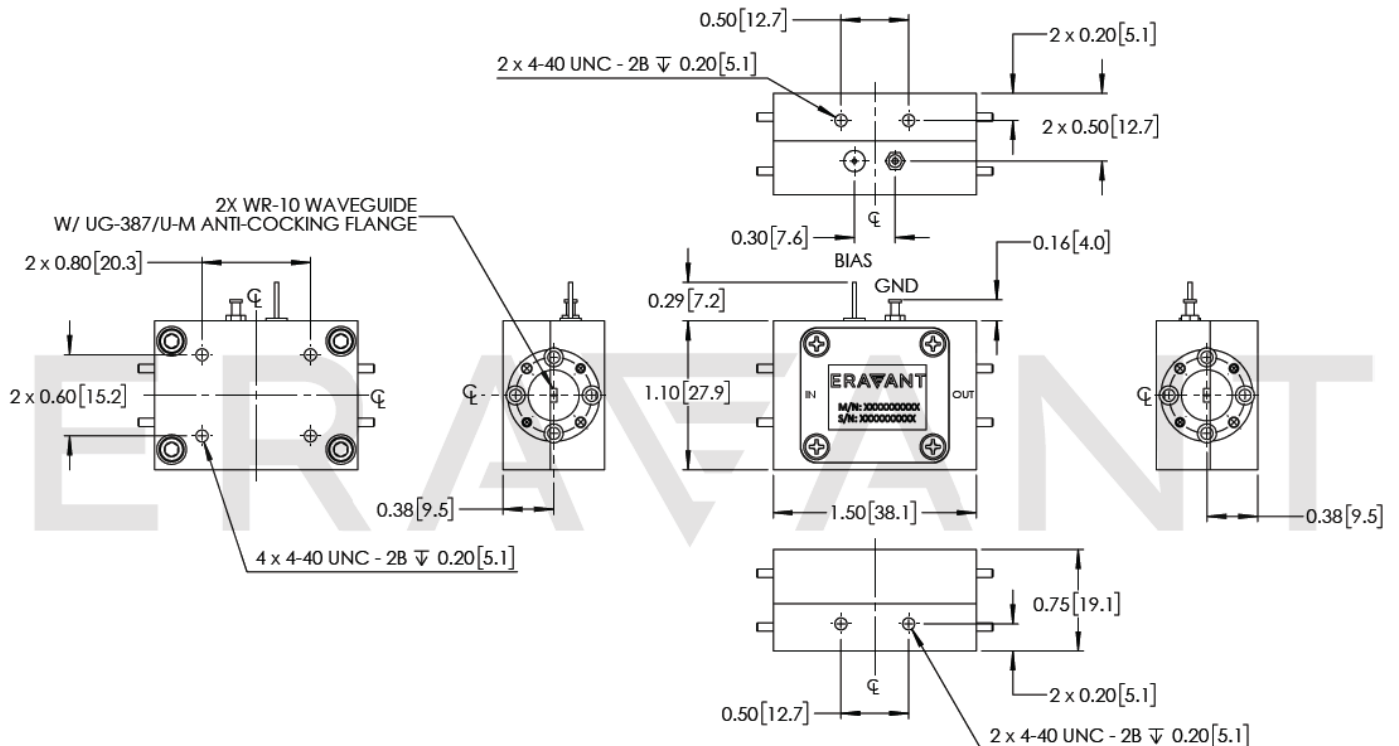 0.50[12.7]
2 x 0.20[5.1]
2 x 4-40 UNC - 2B ↧ 0.20[5.1]
2 x 0.50[12.7]
℄
2X WR-10 WAVEGUIDE
W/ UG-387/U-M ANTI-COCKING FLANGE
0.30[7.6]
0.16[4.0]
BIAS
2 x 0.80[20.3]
℄
GND
0.29[7.2]
ERAVANT
IN
OUT
M/N: XXXXXXXXXX
S/N: XXXXXXXXXX
2 x 0.60[15.2]
℄
℄
1.10[27.9]
℄
ERAVANT
0.38[9.5]
1.50[38.1]
0.38[9.5]
4 x 4-40 UNC - 2B ↧ 0.20[5.1]
0.75[19.1]
℄
2 x 0.20[5.1]
0.50[12.7]
2 x 4-40 UNC - 2B ↧ 0.20[5.1]